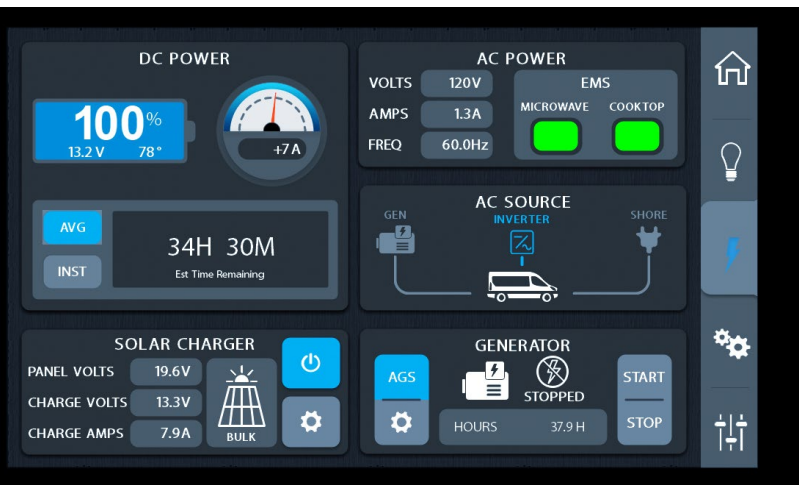 DC POWER
100%
13.2 V 78°
+7 A
AVG
INST
34H 30M
Est Time Remaining
AC POWER
VOLTS 120V
AMPS 1.3A
FREQ 60.0Hz
EMS
MICROWAVE COOKTOP
AC SOURCE
GEN
INVERTER
SHORE
SOLAR CHARGER
PANEL VOLTS 19.6V
CHARGE VOLTS 13.3V
CHARGE AMPS 7.9A
BULK
GENERATOR
AGS
STOPPED
HOURS 37.9 H
START
STOP